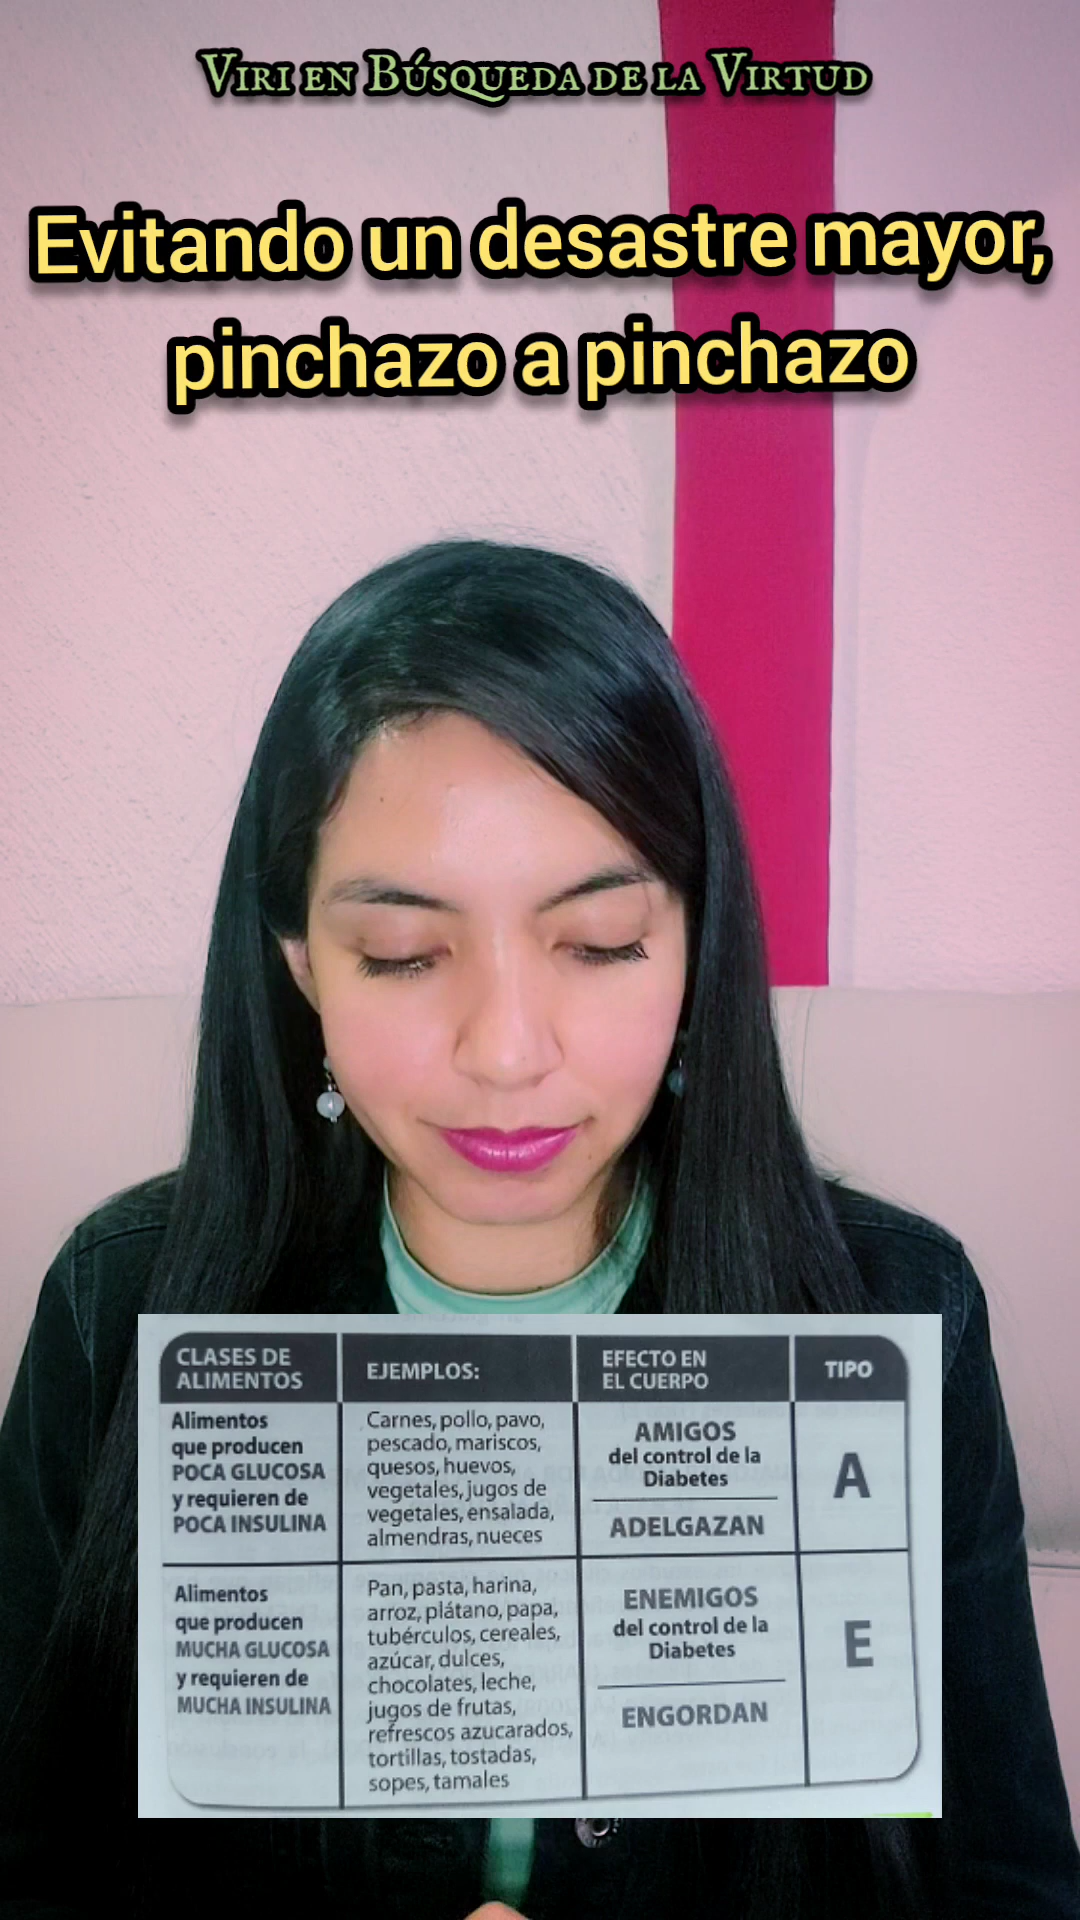 Viri en Búsqueda de la Virtud
Evitando un desastre mayor,
pinchazo a pinchazo
CLASES DE
ALIMENTOS
EJEMPLOS:
EFECTO EN
EL CUERPO
TIPO
Alimentos
que producen
POCA GLUCOSA
y requieren de
POCA INSULINA
Carnes, pollo, pavo,
pescado, mariscos,
quesos, huevos,
vegetales, jugos de
vegetales, ensalada,
almendras, nueces
AMIGOS
del control de la
Diabetes
ADELGAZAN
A
Alimentos
que producen
MUCHA GLUCOSA
y requieren de
MUCHA INSULINA
Pan, pasta, harina,
arroz, plátano, papa,
tubérculos, cereales,
azúcar, dulces,
chocolates, leche,
jugos de frutas,
refrescos azucarados,
tortillas, tostadas,
sopes, tamales
ENEMIGOS
del control de la
Diabetes
ENGORDAN
E